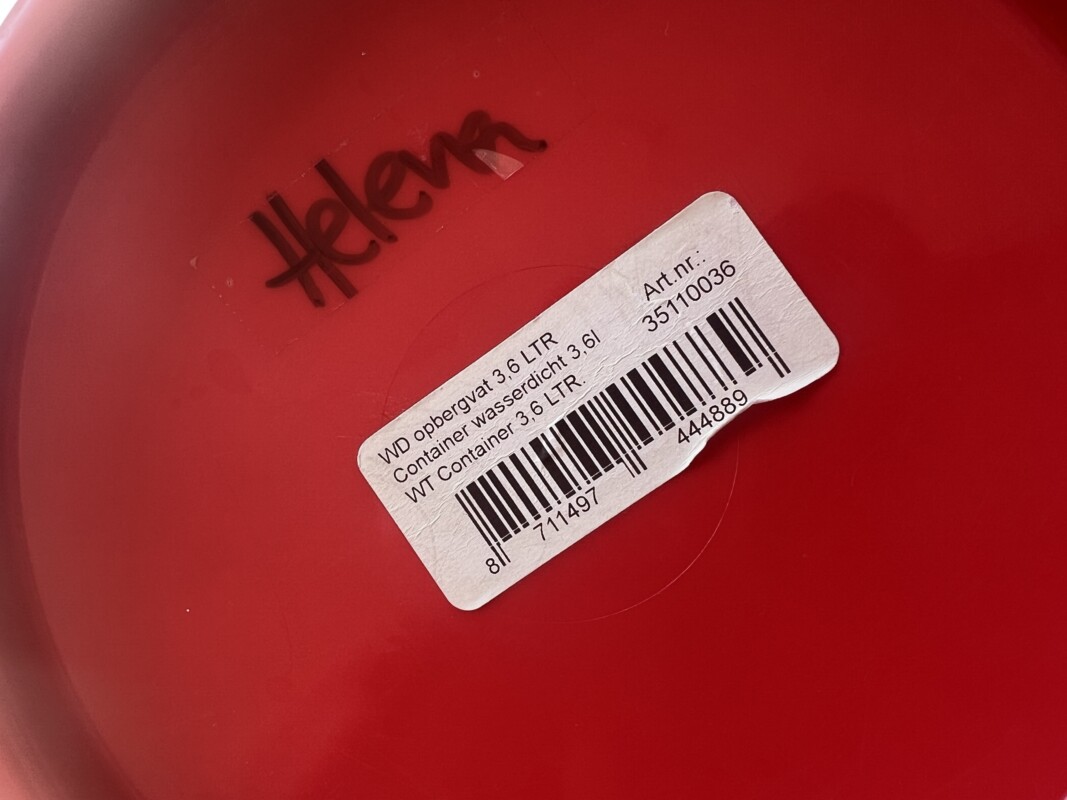 Helena
WD opbergvat 3,6 LTR
Container wasserdicht 3,6l
WT Container 3,6 LTR.
Art.nr.:
35110036
8 711497 444889